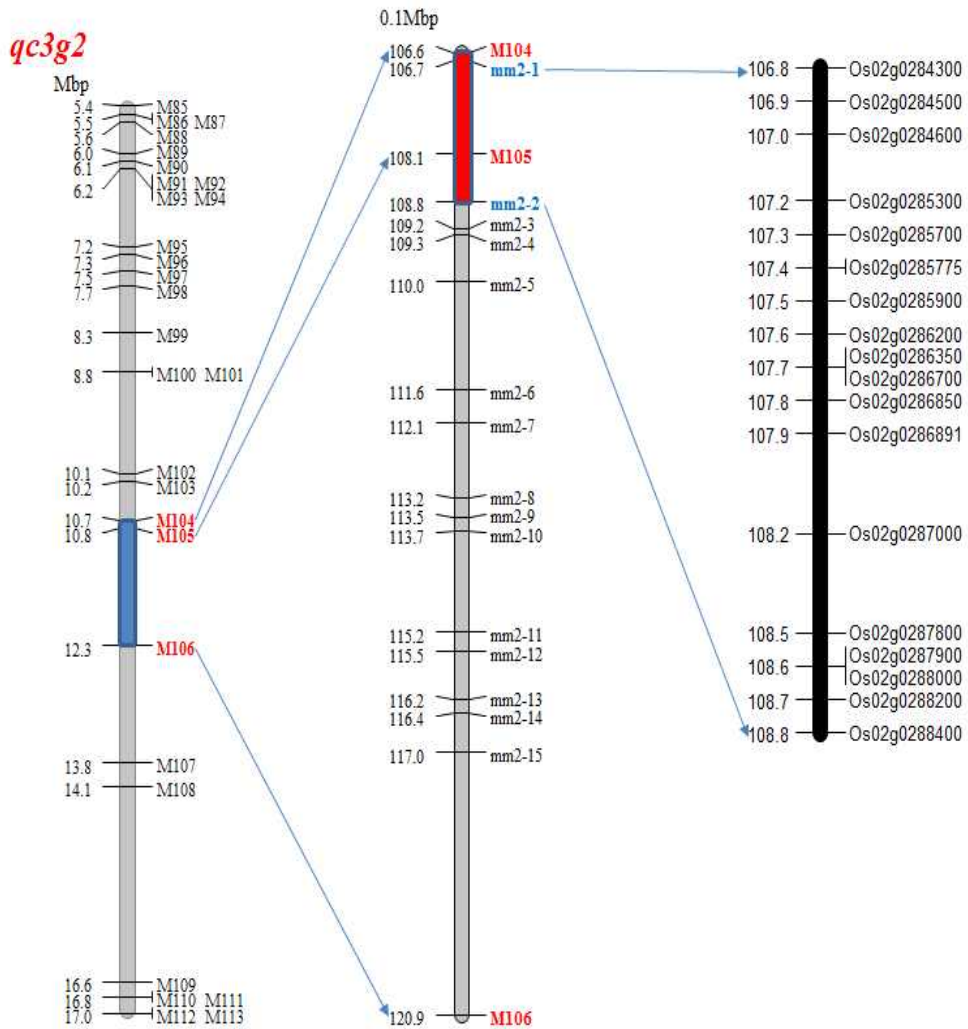 qc3g2
Mbp
5.4 M85
5.5 M86 M87
5.6 M88
6.0 M89
6.1 M90
6.2 M91 M92
M93 M94
7.2 M95
7.3 M96
7.5 M97
7.7 M98
8.3 M99
8.8 M100 M101
10.1 M102
10.2 M103
10.7 M104
10.8 M105
12.3 M106
13.8 M107
14.1 M108
16.6 M109
16.8 M110 M111
17.0 M112 M113
0.1Mbp
106.6 M104
106.7 mm2-1
108.1 M105
108.8 mm2-2
109.2 mm2-3
109.3 mm2-4
110.0 mm2-5
111.6 mm2-6
112.1 mm2-7
113.2 mm2-8
113.5 mm2-9
113.7 mm2-10
115.2 mm2-11
115.5 mm2-12
116.2 mm2-13
116.4 mm2-14
117.0 mm2-15
120.9 M106
106.8 Os02g0284300
106.9 Os02g0284500
107.0 Os02g0284600
107.2 Os02g0285300
107.3 Os02g0285700
107.4 Os02g0285775
107.5 Os02g0285900
107.6 Os02g0286200
107.7 Os02g0286350
Os02g0286700
107.8 Os02g0286850
107.9 Os02g0286891
108.2 Os02g0287000
108.5 Os02g0287800
108.6 Os02g0287900
Os02g0288000
108.7 Os02g0288200
108.8 Os02g0288400